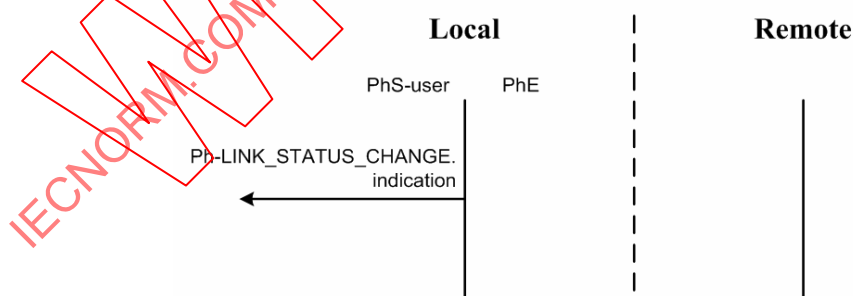 Local
Remote
PhS-user
PhE
Ph-LINK_STATUS_CHANGE.
indication
IECNORM.COM